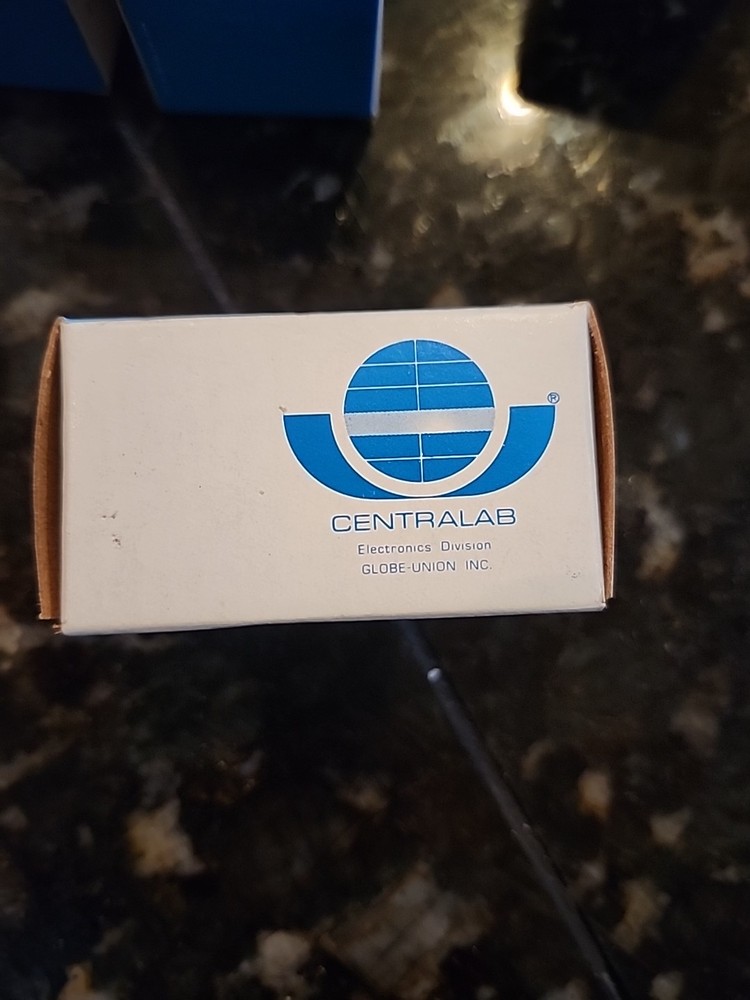 ®
CENTRALAB
Electronics Division
GLOBE-UNION INC.